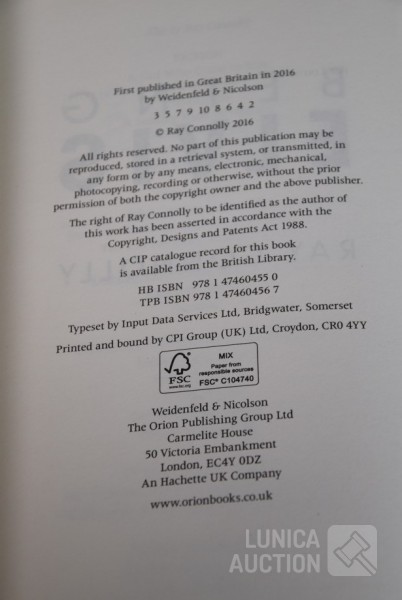 First published in Great Britain in 2016
by Weidenfeld & Nicolson
3 5 7 9 10 8 6 4 2
© Ray Connolly 2016
All rights reserved. No part of this publication may be
reproduced, stored in a retrieval system, or transmitted, in
any form or by any means, electronic, mechanical,
photocopying, recording or otherwise, without the prior
permission of both the copyright owner and the above publisher.
The right of Ray Connolly to be identified as the author of
this work has been asserted in accordance with the
Copyright, Designs and Patents Act 1988.
A CIP catalogue record for this book
is available from the British Library.
HB ISBN 978 1 47460455 0
TPB ISBN 978 1 47460456 7
Typeset by Input Data Services Ltd, Bridgwater, Somerset
Printed and bound by CPI Group (UK) Ltd, Croydon, CR0 4YY
FSC
www.fsc.org
MIX
Paper from
responsible sources
FSC® C104740
Weidenfeld & Nicolson
The Orion Publishing Group Ltd
Carmelite House
50 Victoria Embankment
London, EC4Y 0DZ
An Hachette UK Company
www.orionbooks.co.uk
LUNICA
AUCTION